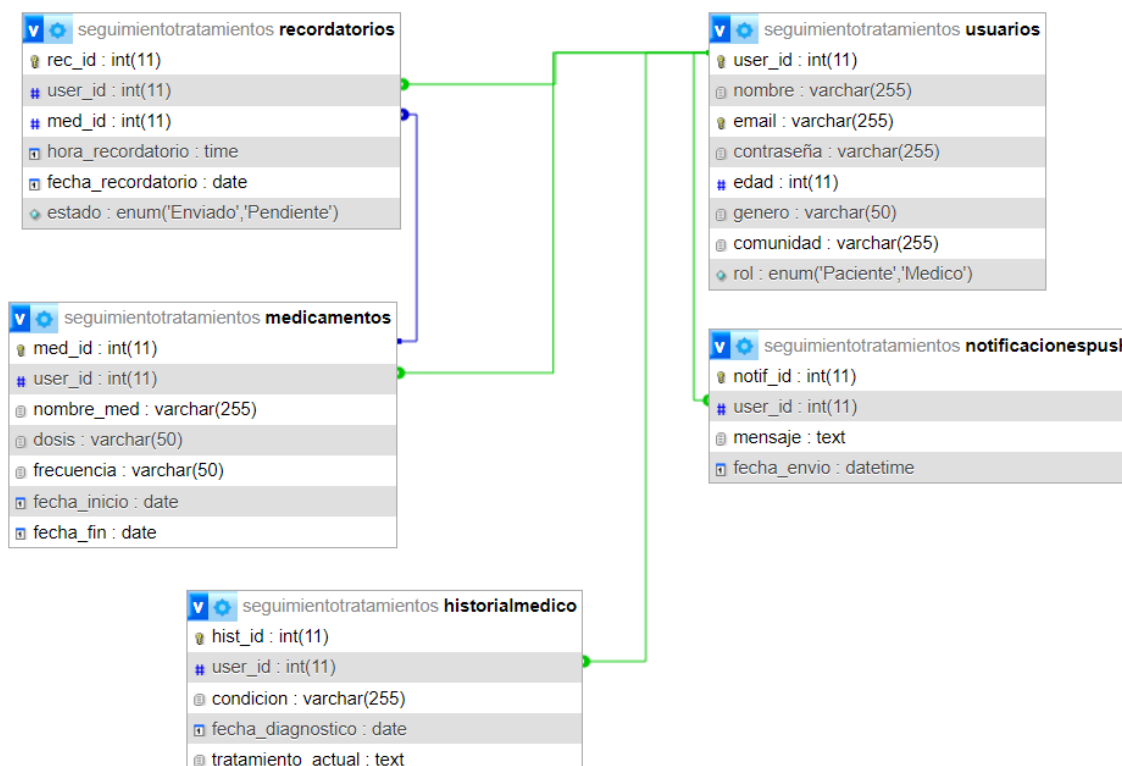 seguimientotratamientos recordatorios
rec_id : int(11)
user_id : int(11)
med_id : int(11)
hora_recordatorio : time
fecha_recordatorio : date
estado : enum('Enviado','Pendiente')
seguimientotratamientos usuarios
user_id : int(11)
nombre : varchar(255)
email : varchar(255)
contraseña : varchar(255)
edad : int(11)
genero : varchar(50)
comunidad : varchar(255)
rol : enum('Paciente','Medico')
seguimientotratamientos medicamentos
med_id : int(11)
user_id : int(11)
nombre_med : varchar(255)
dosis : varchar(50)
frecuencia : varchar(50)
fecha_inicio : date
fecha_fin : date
seguimientotratamientos notificacionespush
notif_id : int(11)
user_id : int(11)
mensaje : text
fecha_envio : datetime
seguimientotratamientos historialmedico
hist_id : int(11)
user_id : int(11)
condicion : varchar(255)
fecha_diagnostico : date
tratamiento_actual : text